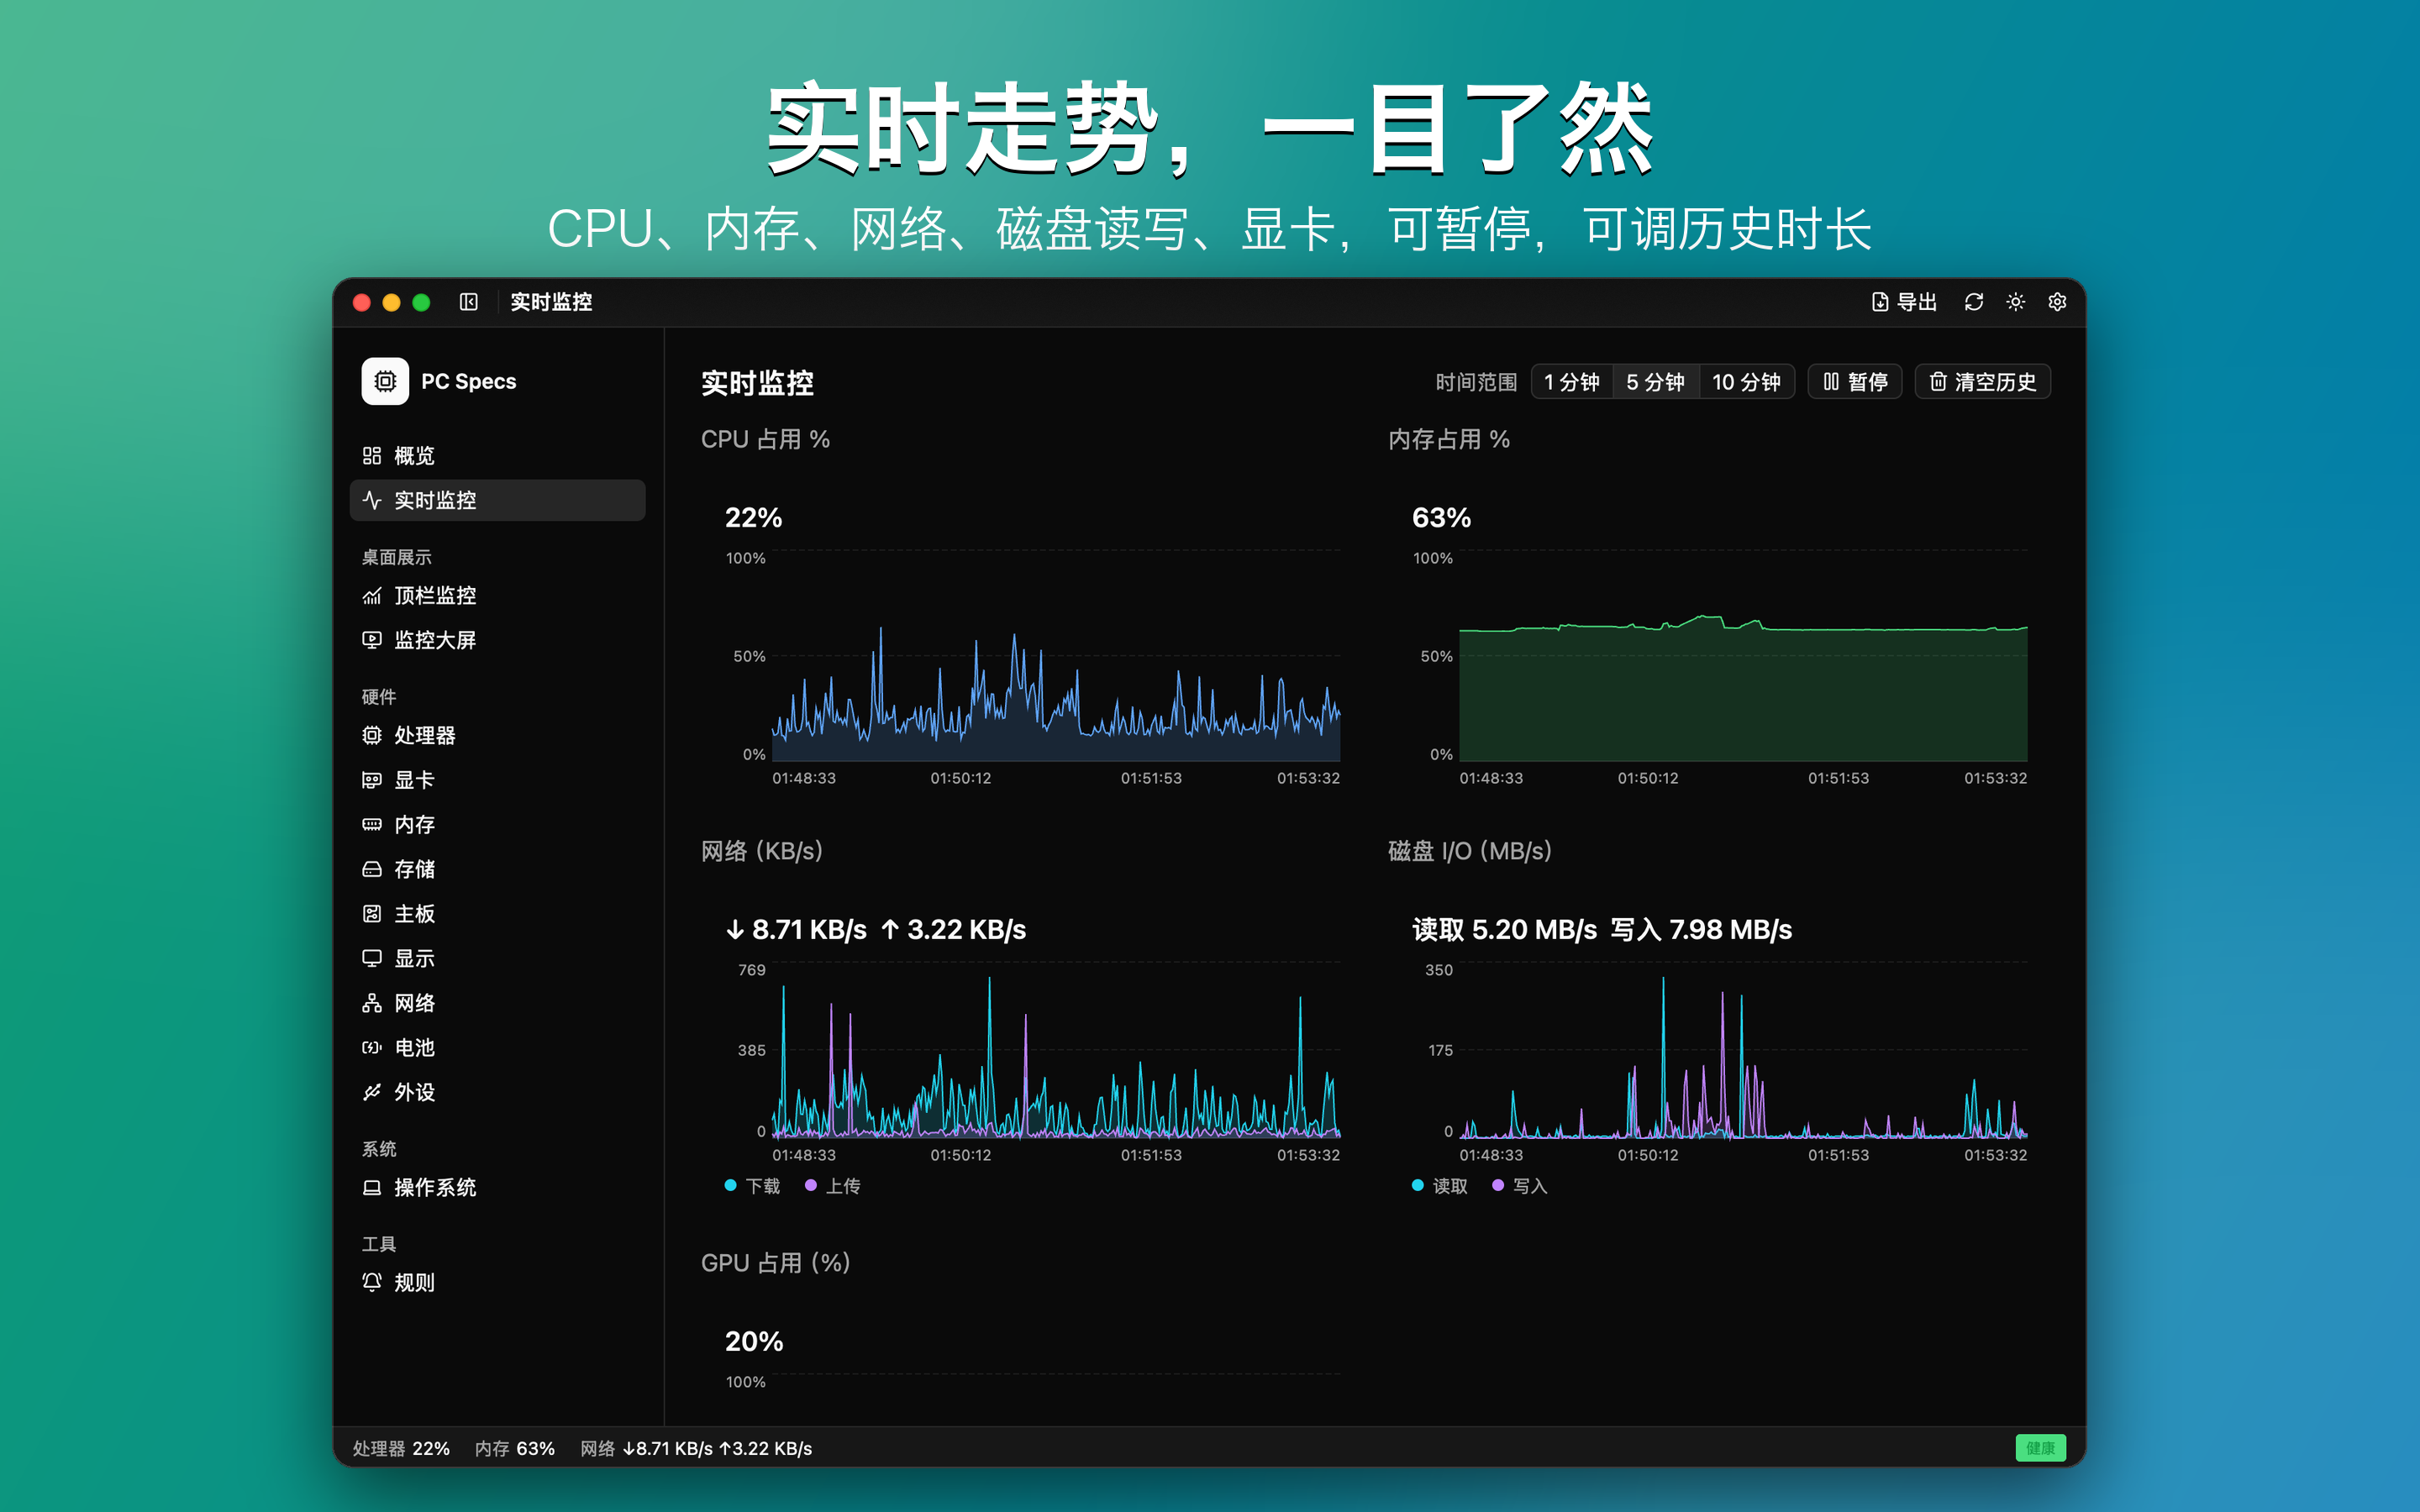 实时走势，一目了然
CPU、内存、网络、磁盘读写、显卡，可暂停，可调历史时长
实时监控
导出
PC Specs
概览
实时监控
桌面展示
顶栏监控
监控大屏
硬件
处理器
显卡
内存
存储
主板
显示
网络
电池
外设
系统
操作系统
工具
规则
实时监控
时间范围 1 分钟 5 分钟 10 分钟 暂停 清空历史
CPU 占用 %
22%
100%
50%
0%
01:48:33 01:50:12 01:51:53 01:53:32
内存占用 %
63%
100%
50%
0%
01:48:33 01:50:12 01:51:53 01:53:32
网络 (KB/s)
↓ 8.71 KB/s ↑ 3.22 KB/s
769
385
0
01:48:33 01:50:12 01:51:53 01:53:32
下载 上传
磁盘 I/O (MB/s)
读取 5.20 MB/s 写入 7.98 MB/s
350
175
0
01:48:33 01:50:12 01:51:53 01:53:32
读取 写入
GPU 占用 (%)
20%
100%
处理器 22% 内存 63% 网络 ↓8.71 KB/s ↑3.22 KB/s
健康